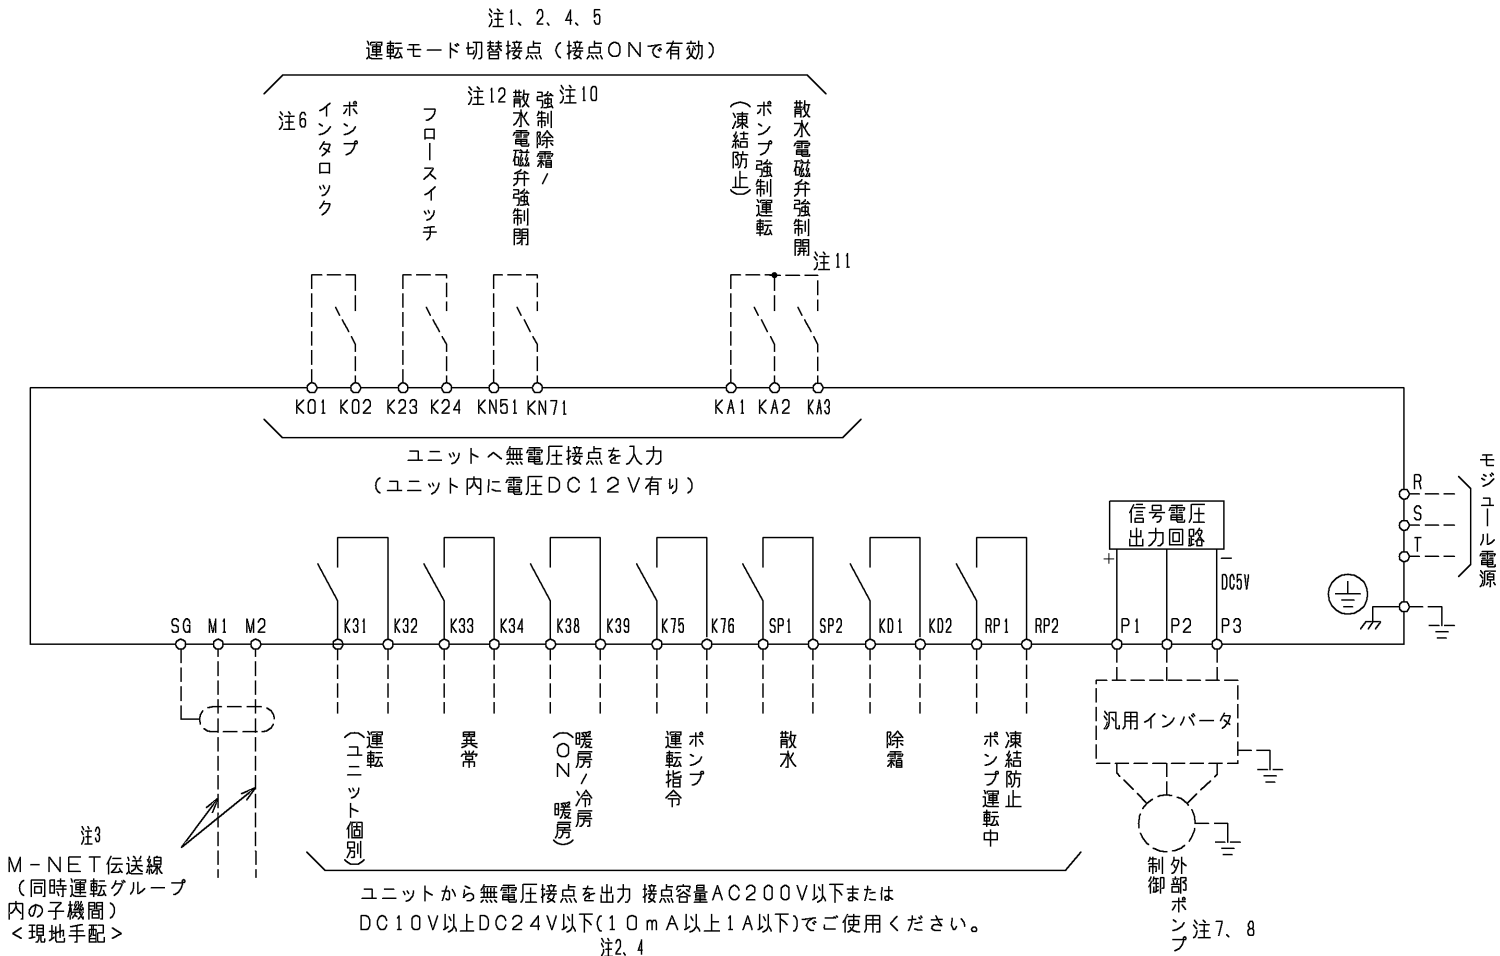 注1、2、4、5
運転モード切替接点（接点ONで有効）
注6
ポンプ
インタロック
フロースイッチ
注12
強制除霜/
散水電磁弁強制閉
注10
ポンプ強制運転
(凍結防止)
散水電磁弁強制開
注11
K01 K02 K23 K24 KN51 KN71 KA1 KA2 KA3
ユニットへ無電圧接点を入力
（ユニット内に電圧DC12V有り）
モジュール電源
R
S
T
信号電圧
出力回路
+ −
DC5V
SG M1 M2 K31 K32 K33 K34 K38 K39 K75 K76 SP1 SP2 KD1 KD2 RP1 RP2 P1 P2 P3
汎用インバータ
運転
(ユニット個別)
異常
暖房/冷房
(ON 暖房)
ポンプ
運転指令
散水
除霜
凍結防止
ポンプ運転中
外部ポンプ
制御
注7、8
注3
M-NET伝送線
（同時運転グループ
内の子機間）
<現地手配>
ユニットから無電圧接点を出力 接点容量AC200V以下または
DC10V以上DC24V以下(10mA以上1A以下)でご使用ください。
注2、4